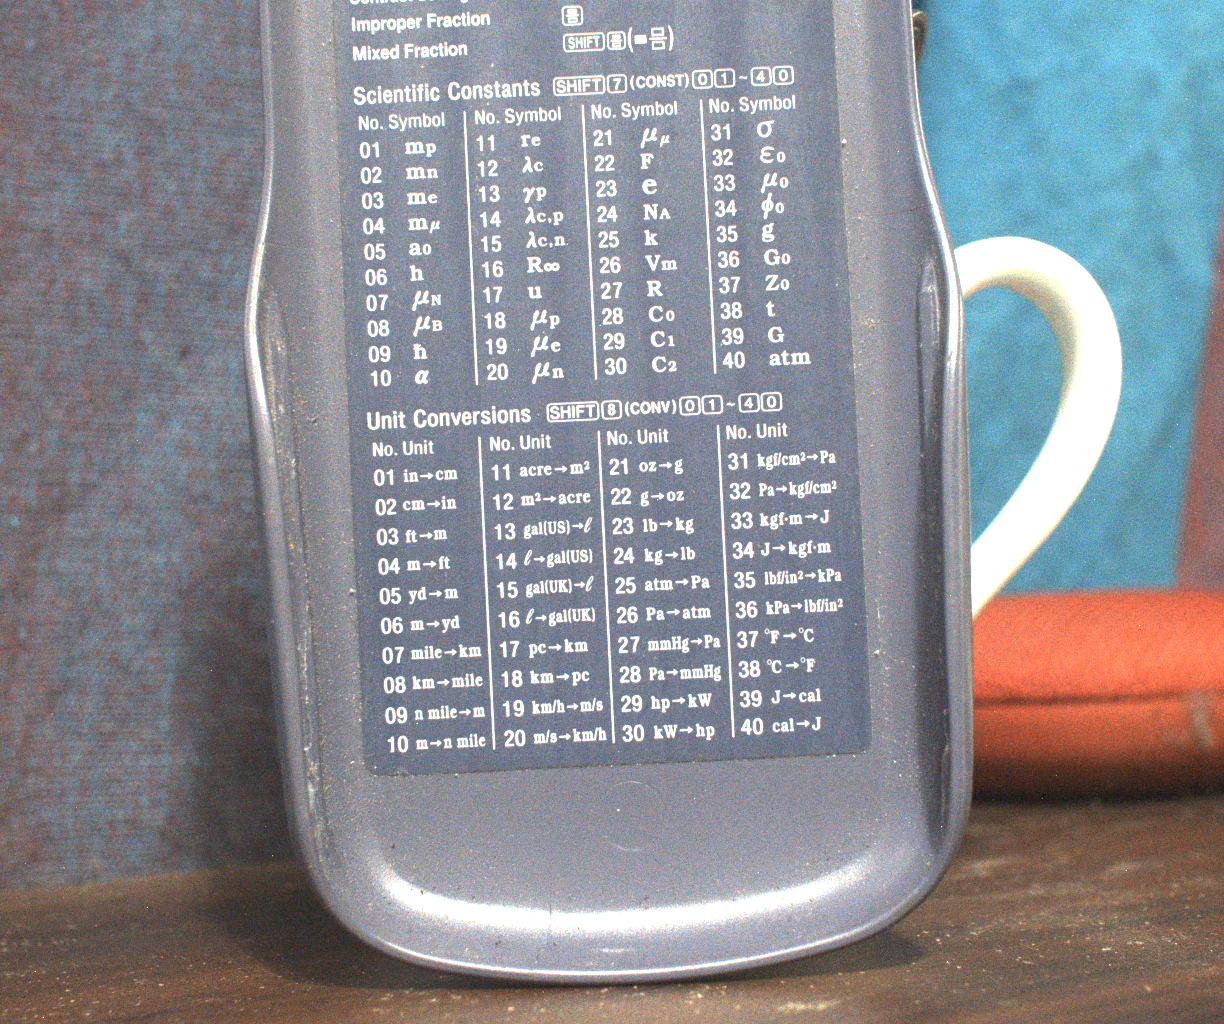 Improper Fraction
Mixed Fraction SHIFT
Scientific Constants SHIFT 7 (CONST) 0 1 ~ 4 0
No. Symbol No. Symbol No. Symbol No. Symbol
01 mp 11 re 21 μμ 31 σ
02 mn 12 λc 22 F 32 ε0
03 me 13 γp 23 e 33 μ0
04 mμ 14 λc,p 24 NA 34 ϕ0
05 a0 15 λc,n 25 k 35 g
06 h 16 R∞ 26 Vm 36 G0
07 μN 17 u 27 R 37 Z0
08 μB 18 μp 28 C0 38 t
09 ħ 19 μe 29 C1 39 G
10 α 20 μn 30 C2 40 atm
Unit Conversions SHIFT 8 (CONV) 0 1 ~ 4 0
No. Unit No. Unit No. Unit No. Unit
01 in→cm 11 acre→m² 21 oz→g 31 kgf/cm²→Pa
02 cm→in 12 m²→acre 22 g→oz 32 Pa→kgf/cm²
03 ft→m 13 gal(US)→ℓ 23 lb→kg 33 kgf·m→J
04 m→ft 14 ℓ→gal(US) 24 kg→lb 34 J→kgf·m
05 yd→m 15 gal(UK)→ℓ 25 atm→Pa 35 lbf/in²→kPa
06 m→yd 16 ℓ→gal(UK) 26 Pa→atm 36 kPa→lbf/in²
07 mile→km 17 pc→km 27 mmHg→Pa 37 °F→°C
08 km→mile 18 km→pc 28 Pa→mmHg 38 °C→°F
09 n mile→m 19 km/h→m/s 29 hp→kW 39 J→cal
10 m→n mile 20 m/s→km/h 30 kW→hp 40 cal→J